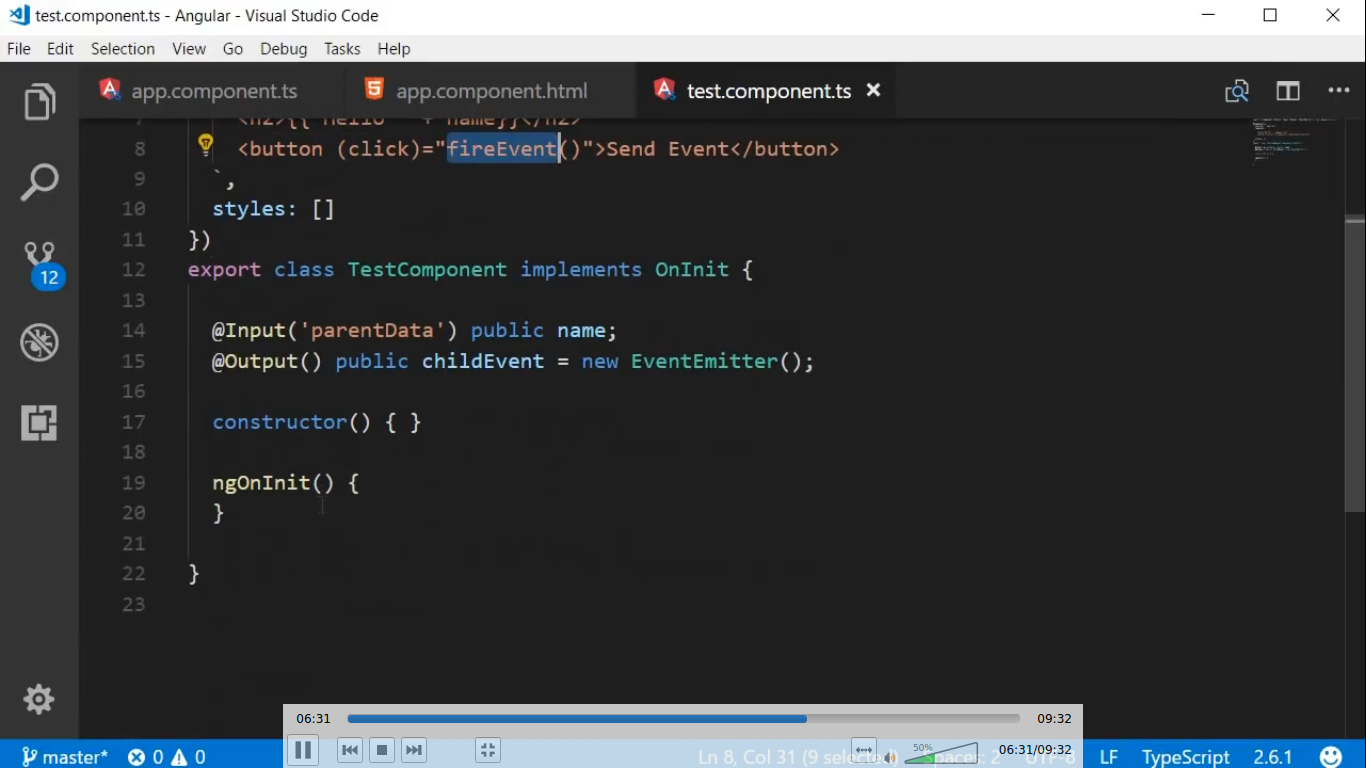 test.component.ts - Angular - Visual Studio Code
File Edit Selection View Go Debug Tasks Help
app.component.ts app.component.html test.component.ts
7 <h2>{{"Hello " + name}}</h2>
8 <button (click)="fireEvent()">Send Event</button>
9 `,
10 styles: []
11 })
12 export class TestComponent implements OnInit {
13
14 @Input('parentData') public name;
15 @Output() public childEvent = new EventEmitter();
16
17 constructor() { }
18
19 ngOnInit() {
20 }
21
22 }
23
12
06:31 09:32
50% 06:31/09:32
master* 0 0 Ln 8, Col 31 (9 selected) Spaces: 2 UTF-8 LF TypeScript 2.6.1